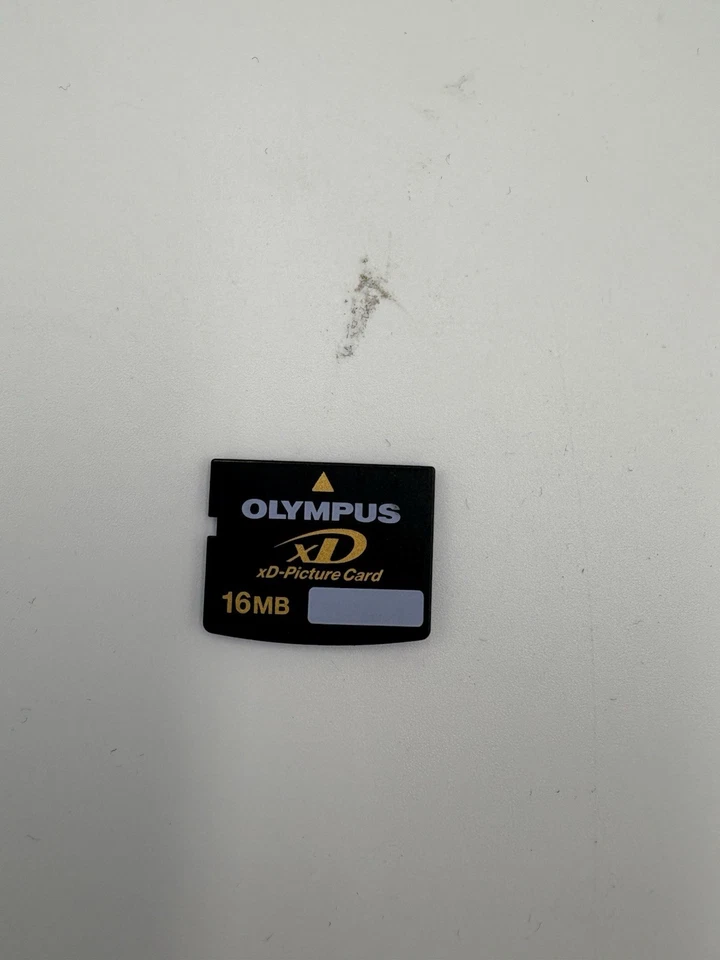 OLYMPUS
xD
xD-Picture Card
16MB